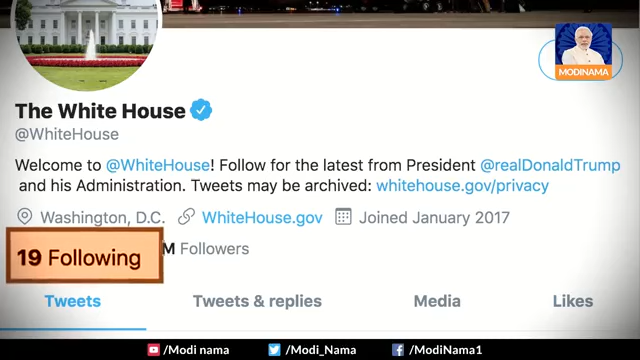 MODINAMA
The White House
@WhiteHouse
Welcome to @WhiteHouse! Follow for the latest from President @realDonaldTrump
and his Administration. Tweets may be archived: whitehouse.gov/privacy
Washington, D.C. WhiteHouse.gov Joined January 2017
19 Following M Followers
Tweets Tweets & replies Media Likes
/Modi nama /Modi_Nama /ModiNama1